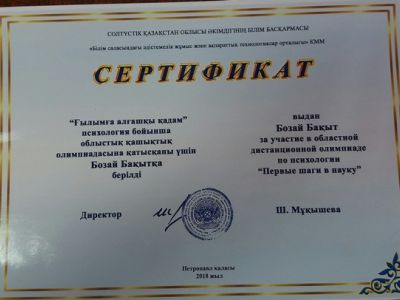 СОЛТҮСТІК ҚАЗАҚСТАН ОБЛЫСЫ ӘКІМДІГІНІҢ БІЛІМ БАСҚАРМАСЫ
«Білім саласындағы әдістемелік жұмыс және ақпараттық технологиялар орталығы» КММ
СЕРТИФИКАТ
"Ғылымға алғашқы қадам"
психология бойынша
облыстық қашықтық
олимпиадасына қатысқаны үшін
Бозай Бақытқа
берілді
выдан
Бозай Бақыт
за участие в областной
дистанционной олимпиаде
по психологии
"Первые шаги в науку"
Директор
Ш. Мұқышева
Петропавл қаласы
2018 жыл